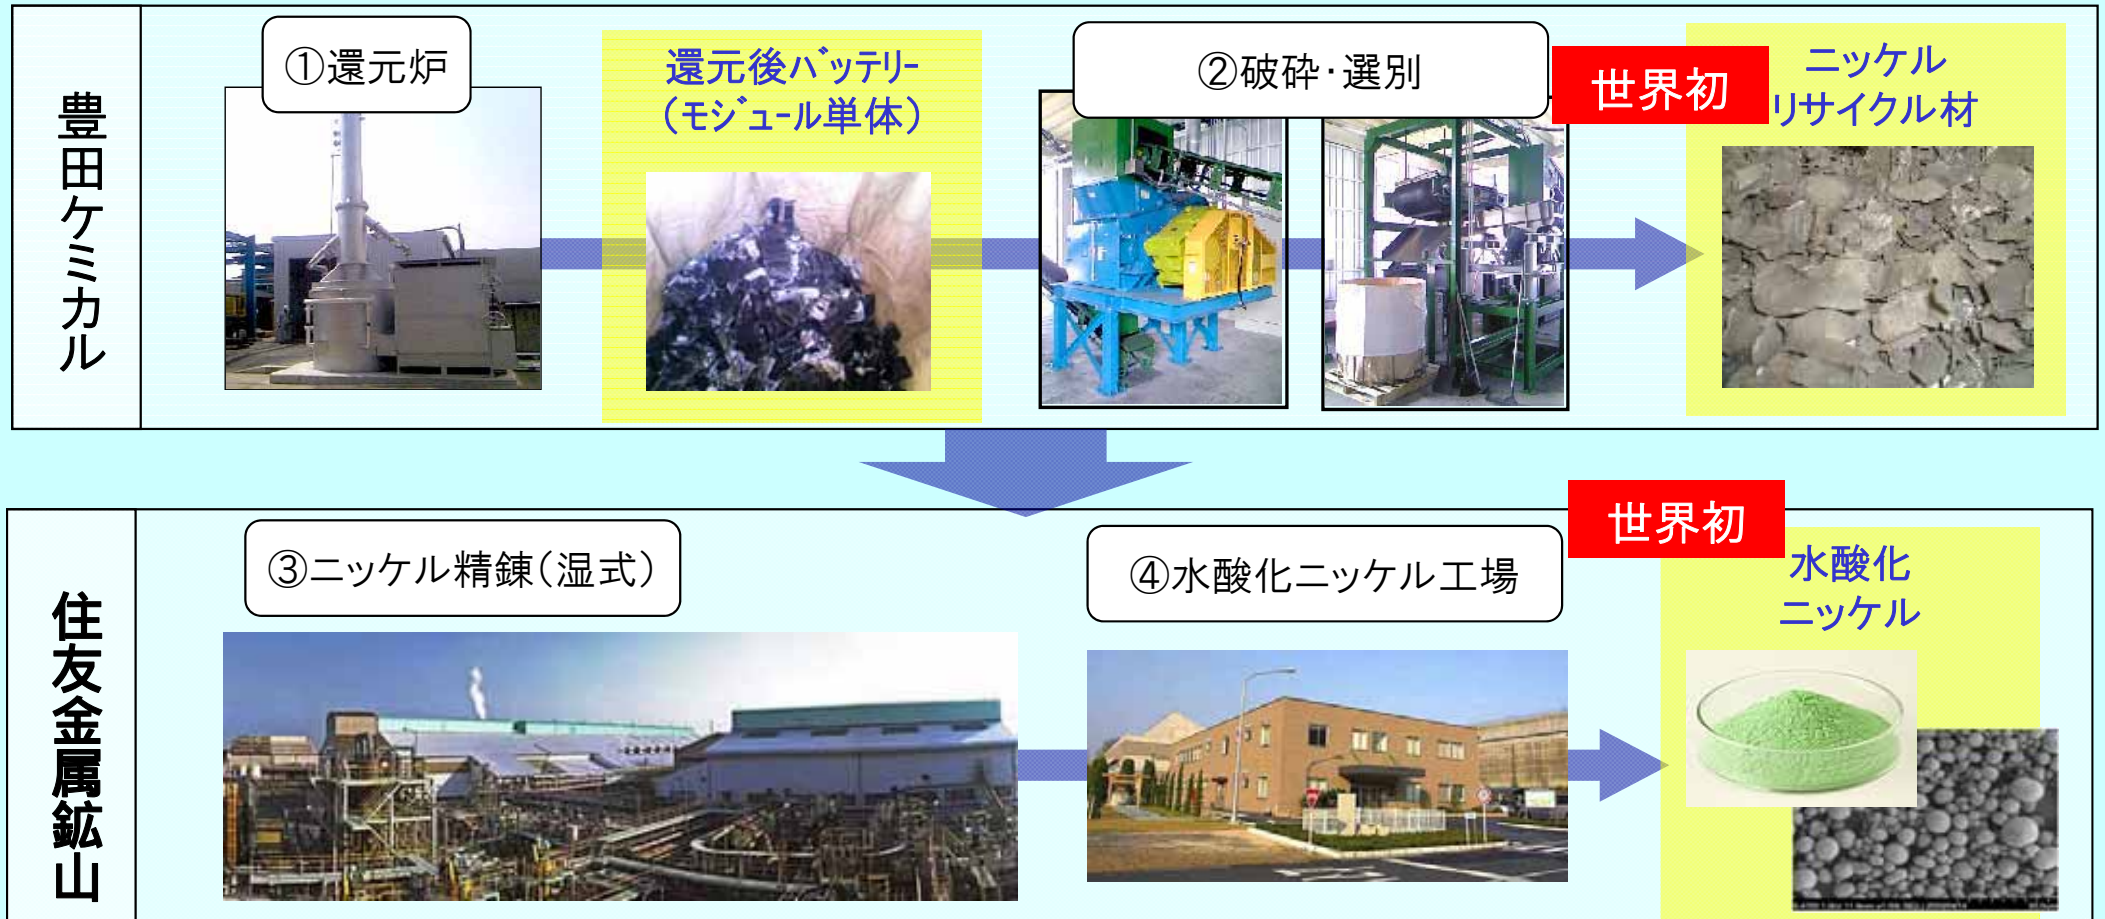 豊田ケミカル
①還元炉
還元後バッテリー
(モジュール単体)
②破砕・選別
世界初
ニッケル
リサイクル材
住友金属鉱山
③ニッケル精錬(湿式)
④水酸化ニッケル工場
世界初
水酸化
ニッケル